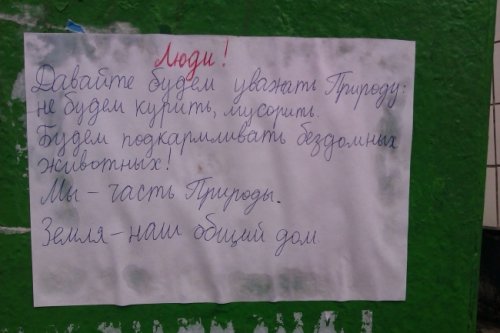 Люди!
Давайте будем уважать Природу:
не будем курить, мусорить.
Будем подкармливать бездомных
животных!
Мы – часть Природы.
Земля – наш общий дом